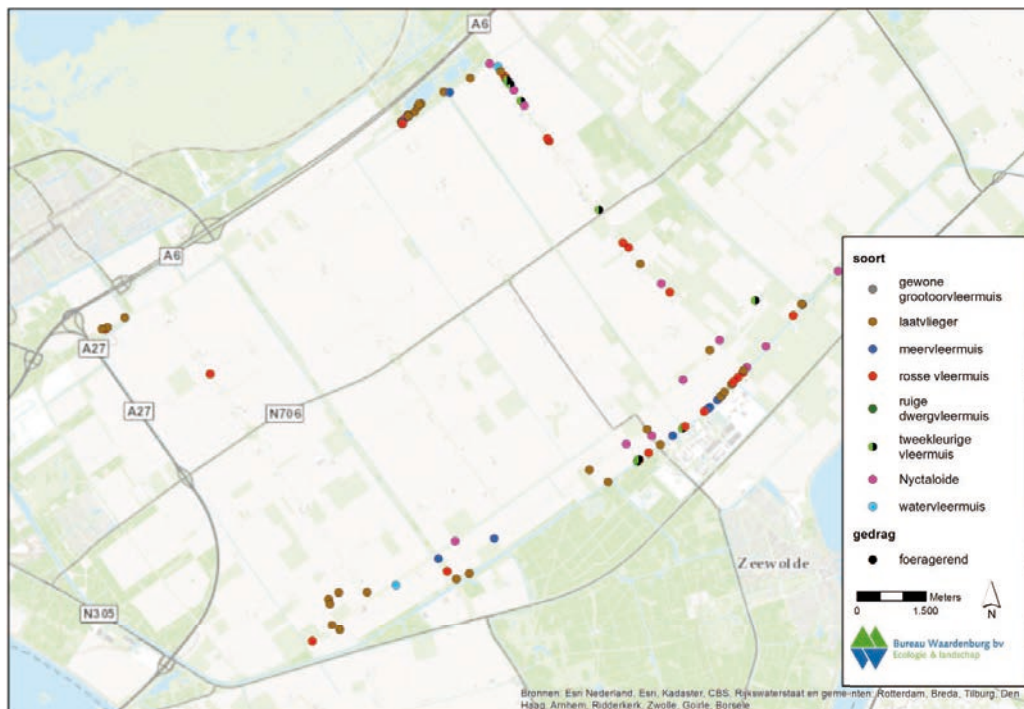 A6
A6
A27
A27
N706
N305
Zeewolde
soort
gewone
grootoorvleermuis
laatvlieger
meervleermuis
rosse vleermuis
ruige
dwergvleermuis
tweekleurige
vleermuis
Nyctaloide
watervleermuis
gedrag
foeragerend
Meters
0 1.500
N
Bureau Waardenburg bv
Ecologie & landschap
Bronnen: Esri Nederland, Esri, Kadaster, CBS, Rijkswaterstaat en gemeenten: Rotterdam, Breda, Tilburg, Den
Haag, Arnhem, Ridderkerk, Zwolle, Goirle, Borsele